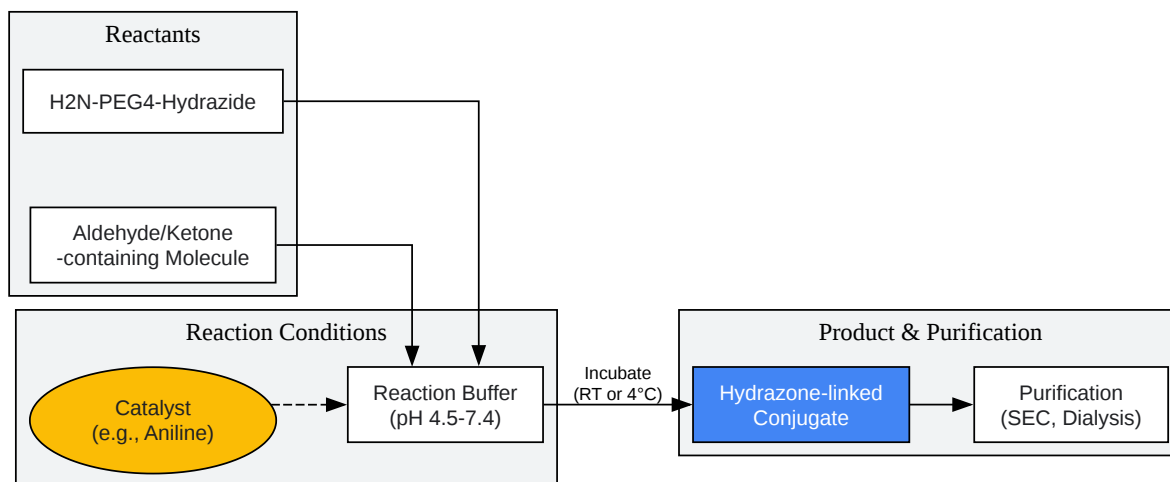 Reactants
H2N-PEG4-Hydrazide
Aldehyde/Ketone
-containing Molecule
Reaction Conditions
Catalyst
(e.g., Aniline)
Reaction Buffer
(pH 4.5-7.4)
Incubate
(RT or 4°C)
Product & Purification
Hydrazone-linked
Conjugate
Purification
(SEC, Dialysis)